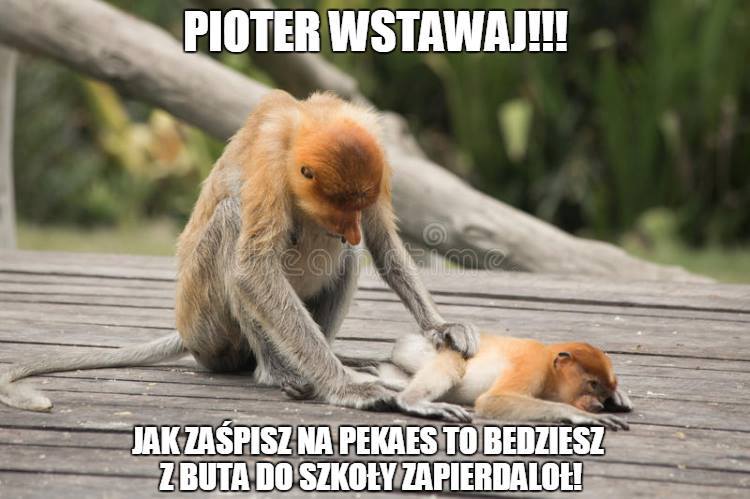 PIOTER WSTAWAJ!!!
JAK ZAŚPISZ NA PEKAES TO BEDZIESZ
Z BUTA DO SZKOŁY ZAPIERDALOŁ!